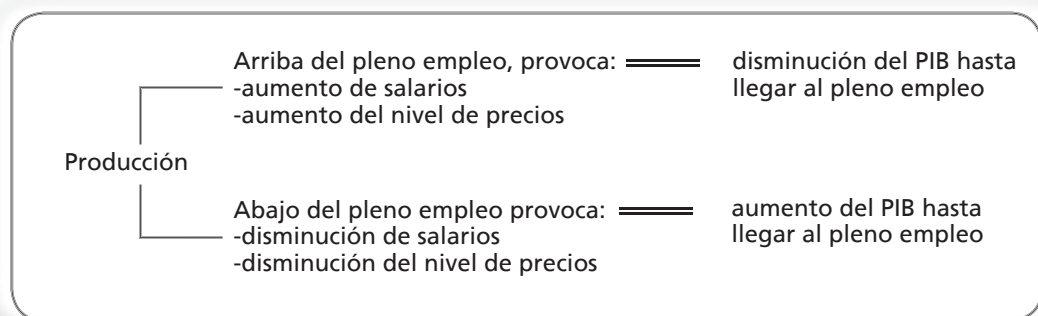 Arriba del pleno empleo, provoca:
-aumento de salarios
-aumento del nivel de precios
disminución del PIB hasta
llegar al pleno empleo
Producción
Abajo del pleno empleo provoca:
-disminución de salarios
-disminución del nivel de precios
aumento del PIB hasta
llegar al pleno empleo